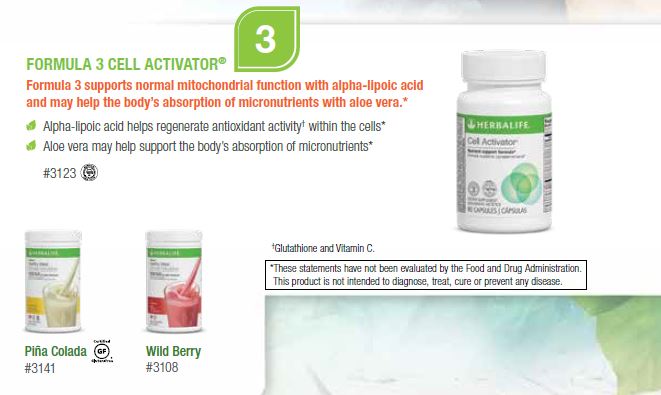 3
FORMULA 3 CELL ACTIVATOR®
Formula 3 supports normal mitochondrial function with alpha-lipoic acid
and may help the body's absorption of micronutrients with aloe vera.*
Alpha-lipoic acid helps regenerate antioxidant activity† within the cells*
Aloe vera may help support the body's absorption of micronutrients*
#3123
HERBALIFE
Cell Activator
90 CAPSULES | CÁPSULAS
†Glutathione and Vitamin C.
*These statements have not been evaluated by the Food and Drug Administration.
This product is not intended to diagnose, treat, cure or prevent any disease.
HERBALIFE
HERBALIFE
Piña Colada
GF
#3141
Wild Berry
#3108